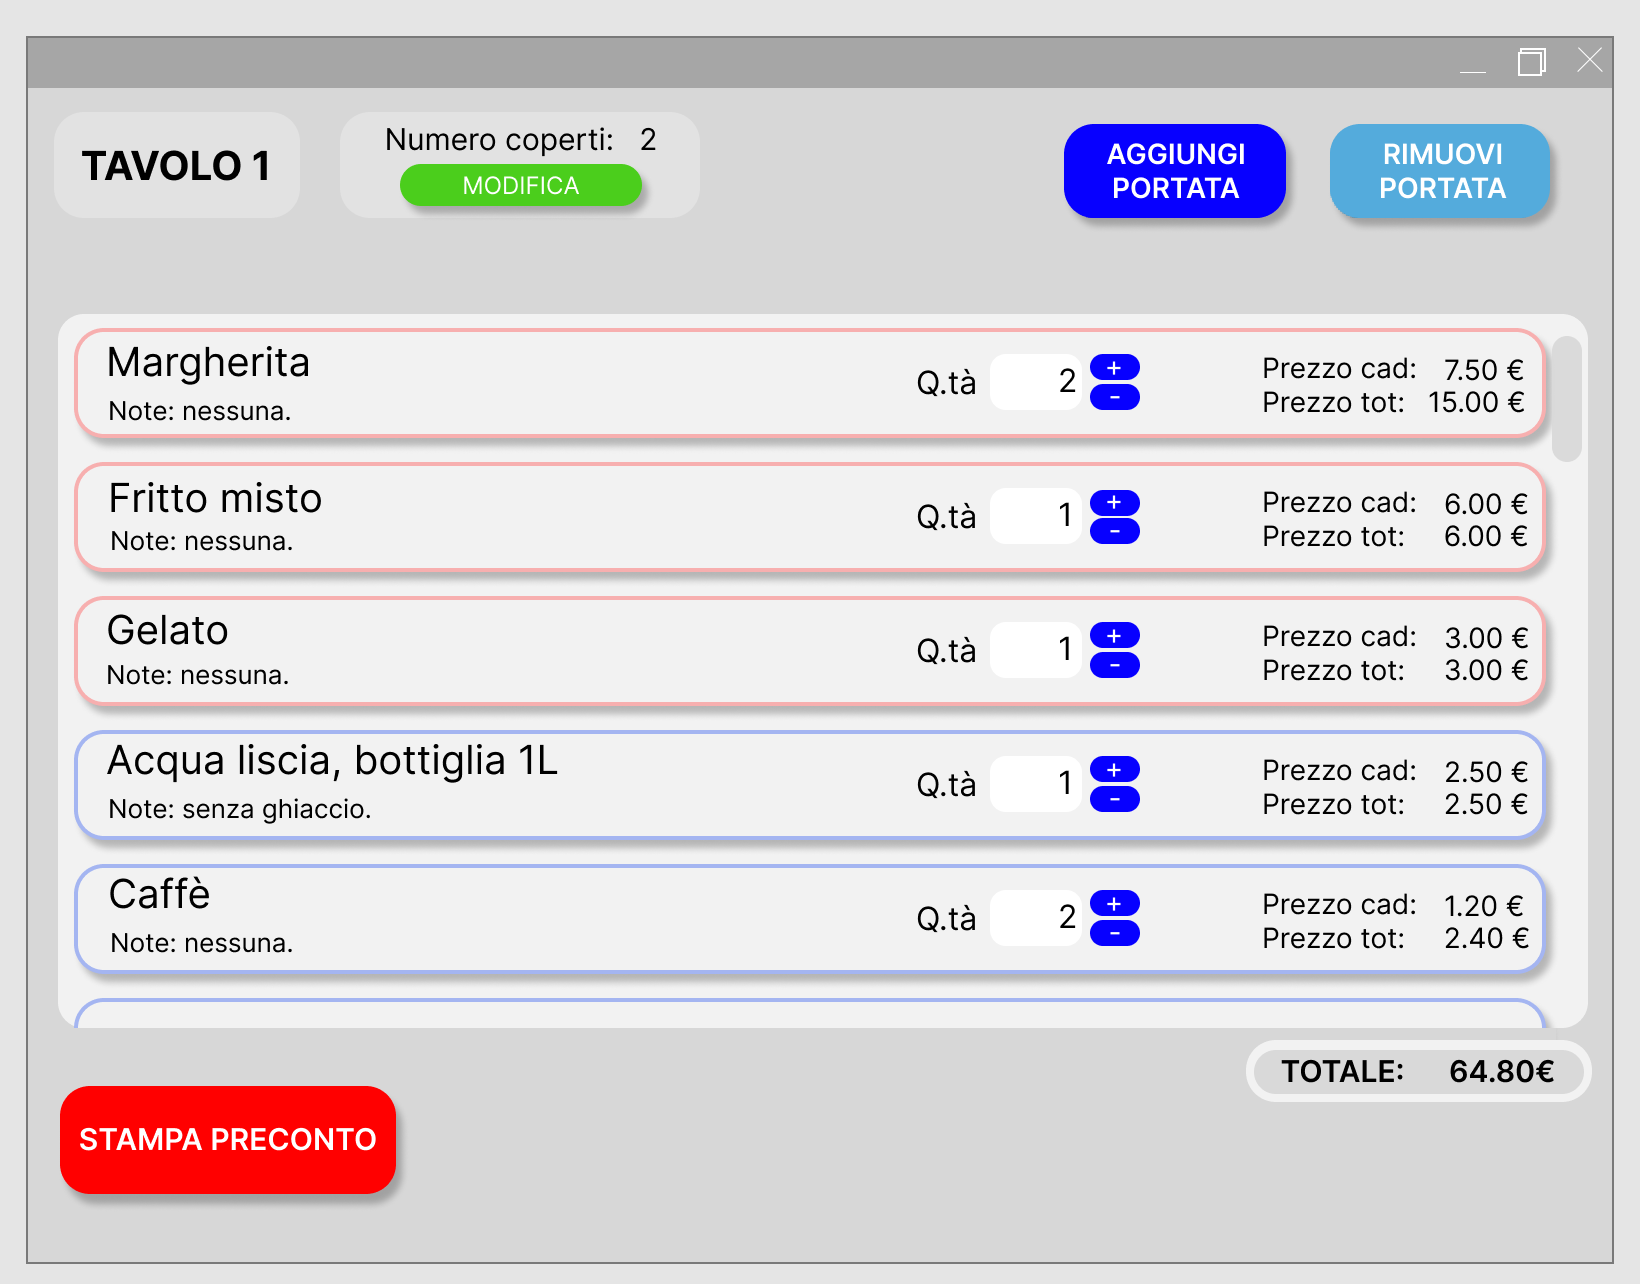 TAVOLO 1
Numero coperti: 2
MODIFICA
AGGIUNGI
PORTATA
RIMUOVI
PORTATA
Margherita
Note: nessuna.
Q.tà 2 + -
Prezzo cad: 7.50 €
Prezzo tot: 15.00 €
Fritto misto
Note: nessuna.
Q.tà 1 + -
Prezzo cad: 6.00 €
Prezzo tot: 6.00 €
Gelato
Note: nessuna.
Q.tà 1 + -
Prezzo cad: 3.00 €
Prezzo tot: 3.00 €
Acqua liscia, bottiglia 1L
Note: senza ghiaccio.
Q.tà 1 + -
Prezzo cad: 2.50 €
Prezzo tot: 2.50 €
Caffè
Note: nessuna.
Q.tà 2 + -
Prezzo cad: 1.20 €
Prezzo tot: 2.40 €
TOTALE: 64.80€
STAMPA PRECONTO